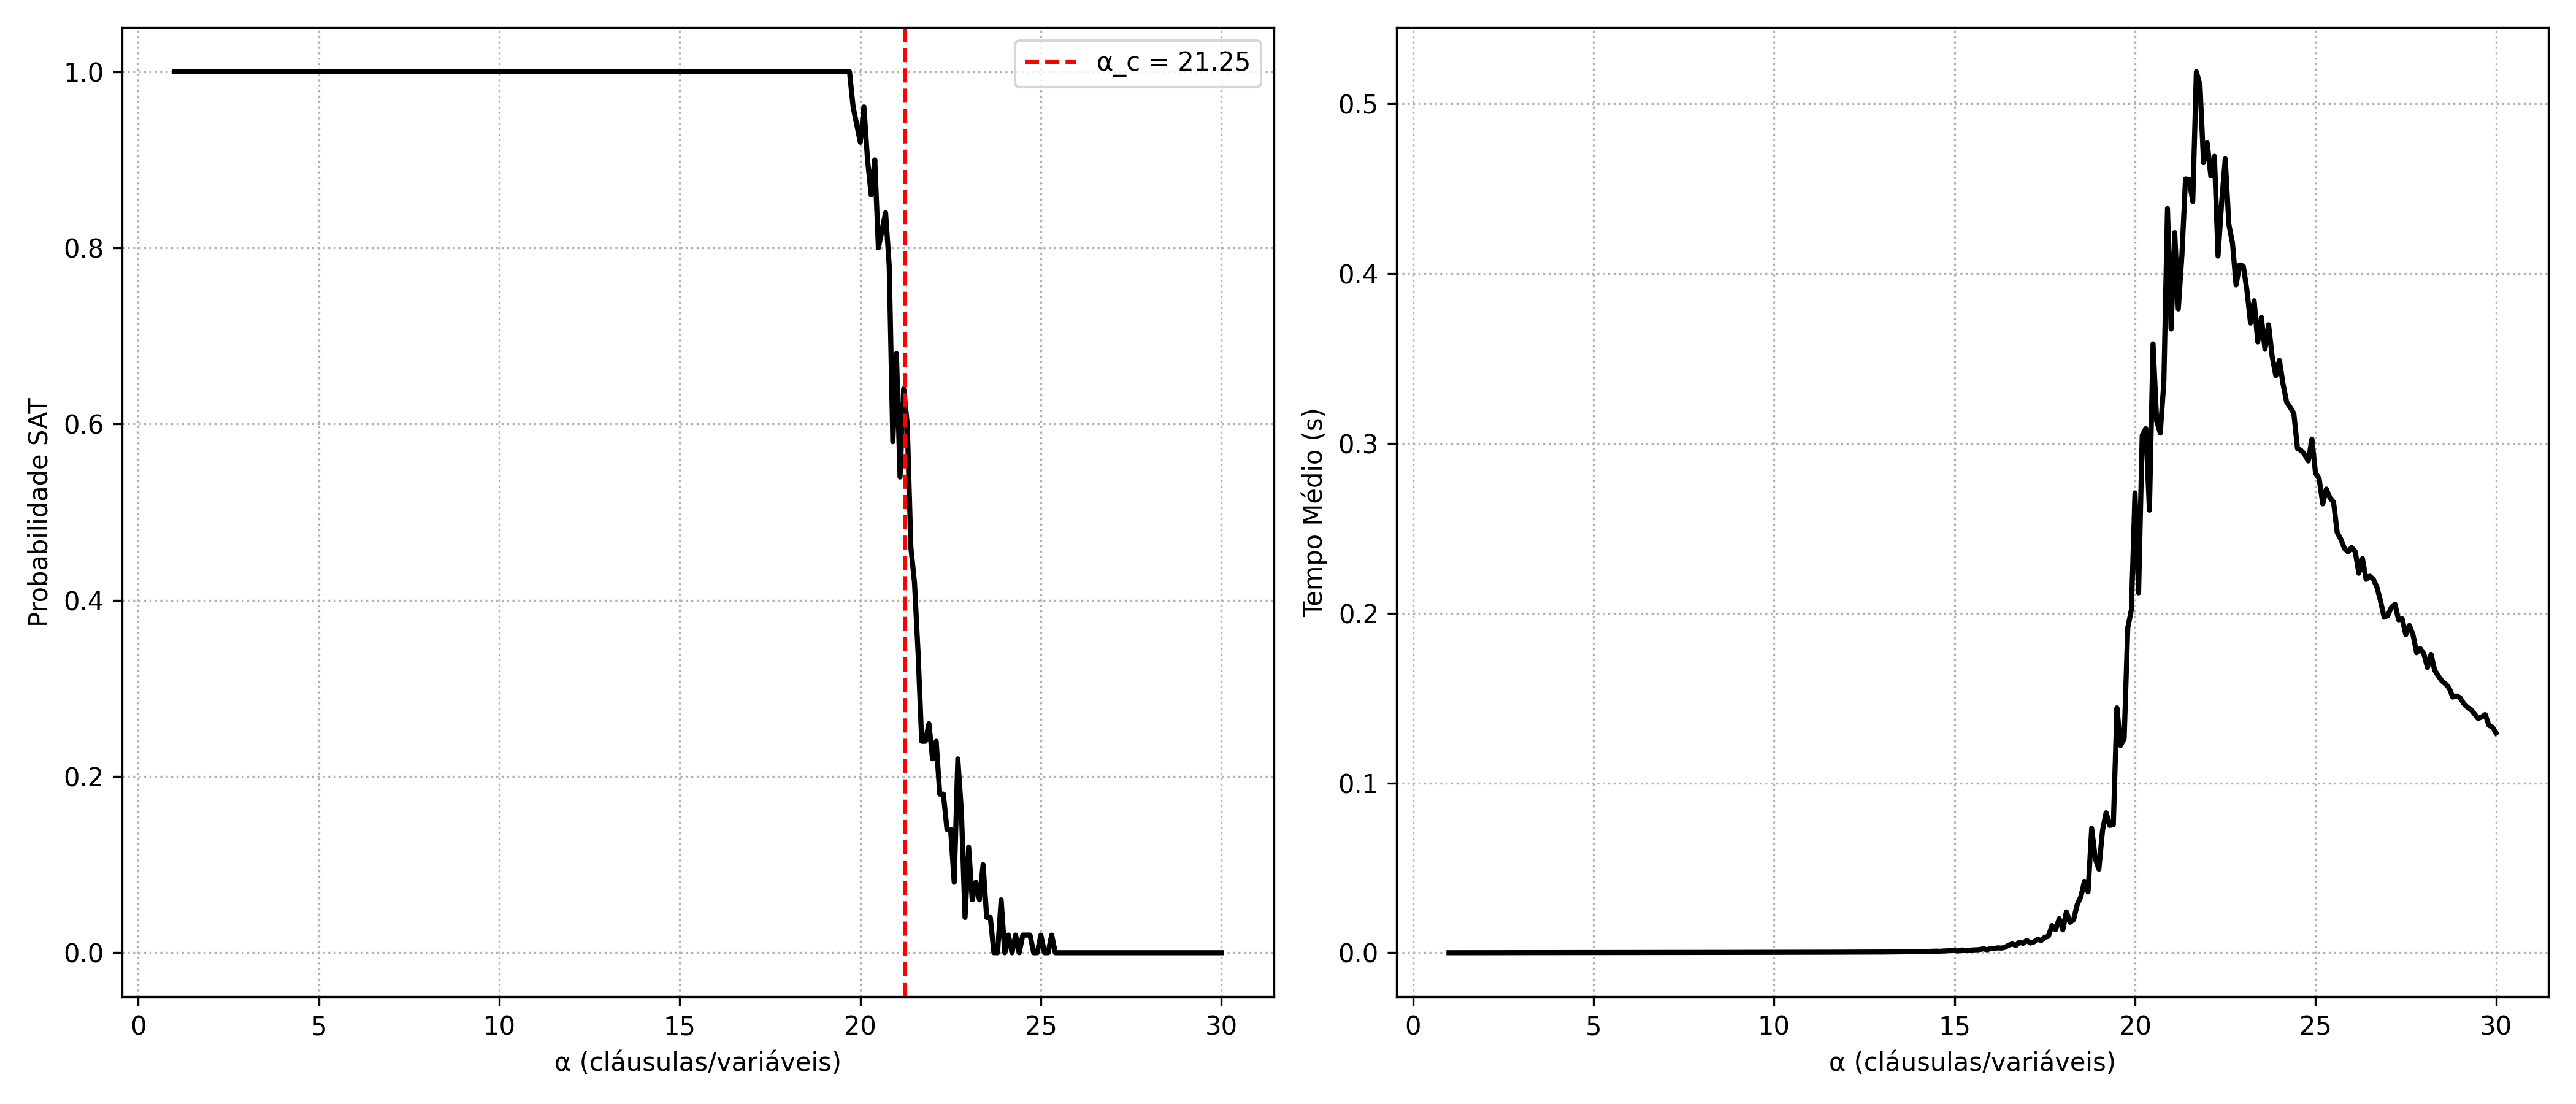 α_c = 21.25
1.0
0.8
0.6
0.4
0.2
0.0
Probabilidade SAT
0 5 10 15 20 25 30
α (cláusulas/variáveis)
0.5
0.4
0.3
0.2
0.1
0.0
Tempo Médio (s)
0 5 10 15 20 25 30
α (cláusulas/variáveis)